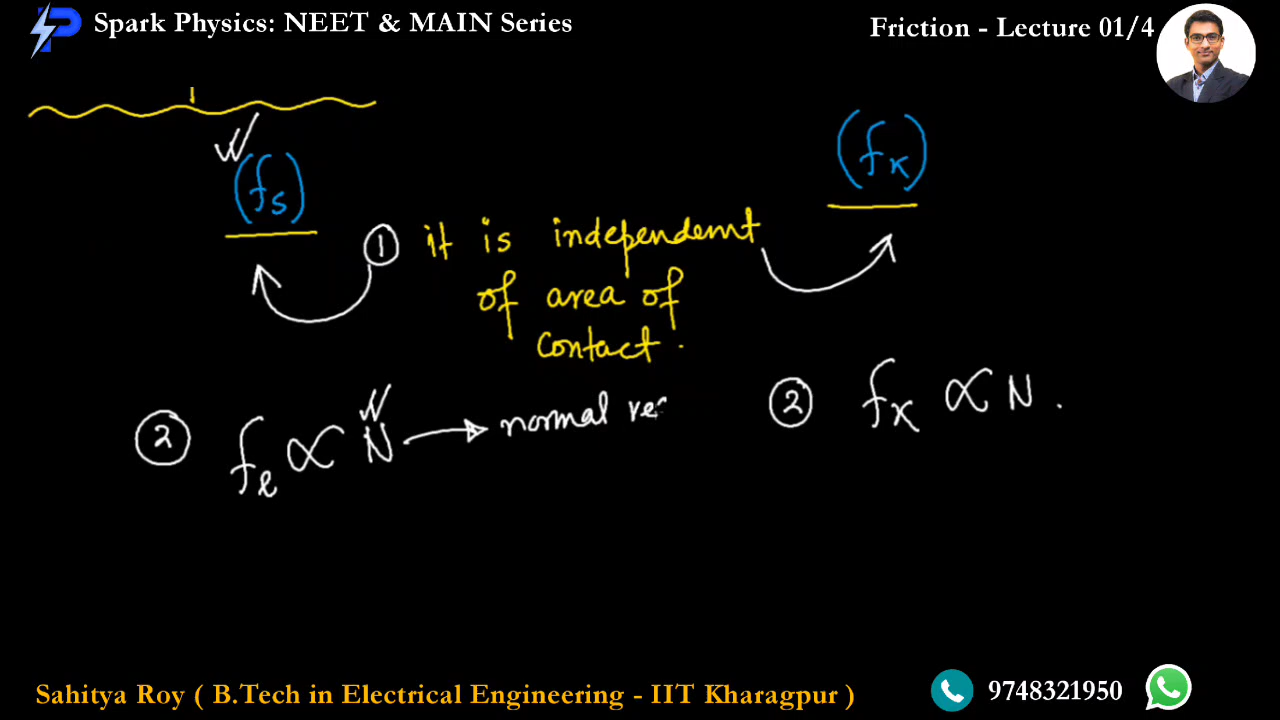 Spark Physics: NEET & MAIN Series
Friction - Lecture 01/4
(fs)
(fK)
① it is independent
of area of
contact.
② fl ∝ N → normal re
② fK ∝ N.
Sahitya Roy ( B.Tech in Electrical Engineering - IIT Kharagpur )
9748321950